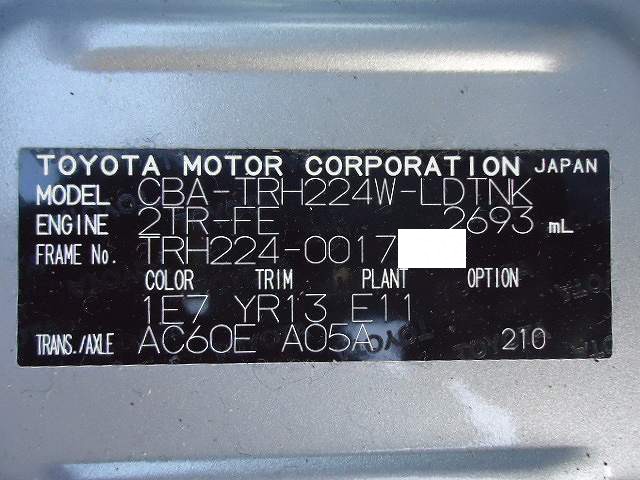 TOYOTA MOTOR CORPORATION JAPAN
MODEL CBA-TRH224W-LDTNK
ENGINE 2TR-FE 2693 mL
FRAME No. TRH224-0017
COLOR TRIM PLANT OPTION
1E7 YR13 E11
TRANS./AXLE AC60E A05A 210